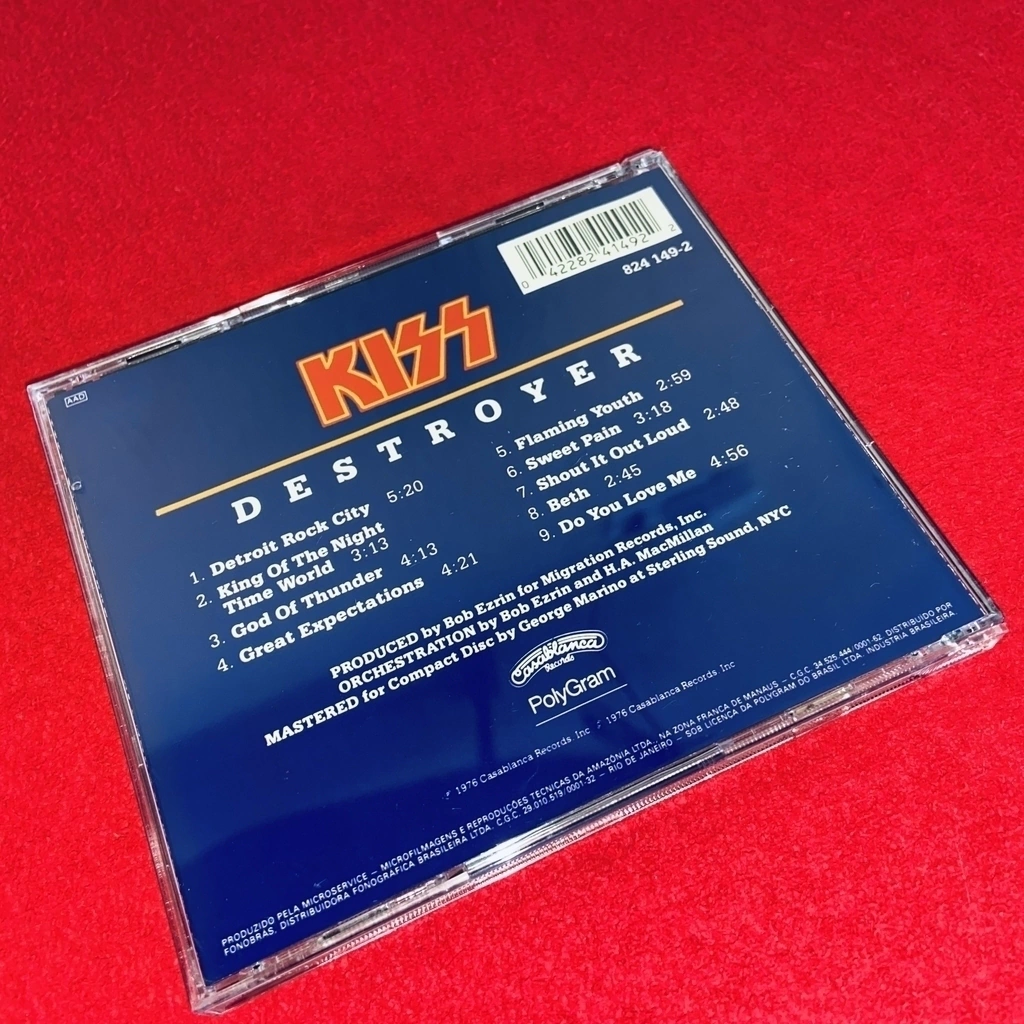 AAD
0 42282 41492 2
824 149-2
KISS
DESTROYER
1. Detroit Rock City 5:20
2. King Of The Night
Time World 3:13
3. God Of Thunder 4:13
4. Great Expectations 4:21
5. Flaming Youth 2:59
6. Sweet Pain 3:18
7. Shout It Out Loud 2:48
8. Beth 2:45
9. Do You Love Me 4:56
PRODUCED by Bob Ezrin for Migration Records, Inc.
ORCHESTRATION by Bob Ezrin and H.A. MacMillan
MASTERED for Compact Disc by George Marino at Sterling Sound, NYC
Casablanca
Records
PolyGram
℗ 1976 Casablanca Records, Inc © 1976 Casablanca Records Inc
PRODUZIDO PELA MICROSERVICE – MICROFILMAGENS E REPRODUÇÕES TECNICAS DA AMAZÔNIA LTDA., NA ZONA FRANCA DE MANAUS – C.G.C. 34.525.444/0001-62. DISTRIBUIDO POR
FONOBRÁS, DISTRIBUIDORA FONOGRÁFICA BRASILEIRA LTDA. C.G.C. 29.010.519/0001-32 – RIO DE JANEIRO – SOB LICENÇA DA POLYGRAM DO BRASIL LTDA. INDÚSTRIA BRASILEIRA.